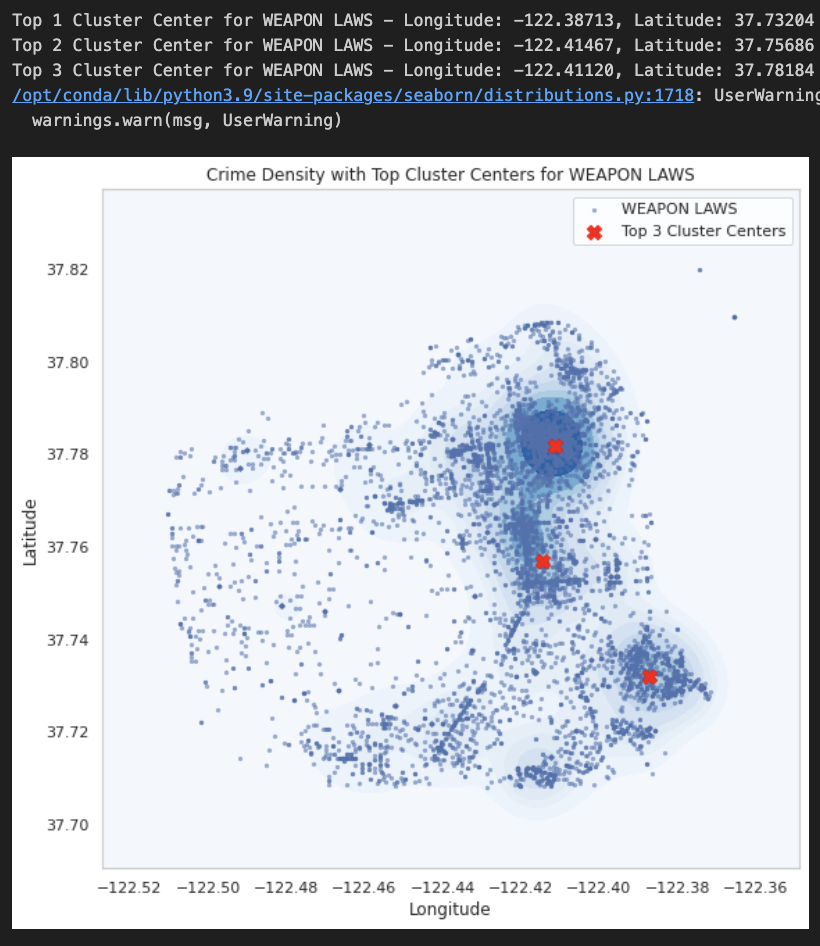 Top 1 Cluster Center for WEAPON LAWS - Longitude: -122.38713, Latitude: 37.73204
Top 2 Cluster Center for WEAPON LAWS - Longitude: -122.41467, Latitude: 37.75686
Top 3 Cluster Center for WEAPON LAWS - Longitude: -122.41120, Latitude: 37.78184
/opt/conda/lib/python3.9/site-packages/seaborn/distributions.py:1718: UserWarning
warnings.warn(msg, UserWarning)
Crime Density with Top Cluster Centers for WEAPON LAWS
WEAPON LAWS
Top 3 Cluster Centers
37.82
37.80
37.78
37.76
37.74
37.72
37.70
Latitude
−122.52 −122.50 −122.48 −122.46 −122.44 −122.42 −122.40 −122.38 −122.36
Longitude